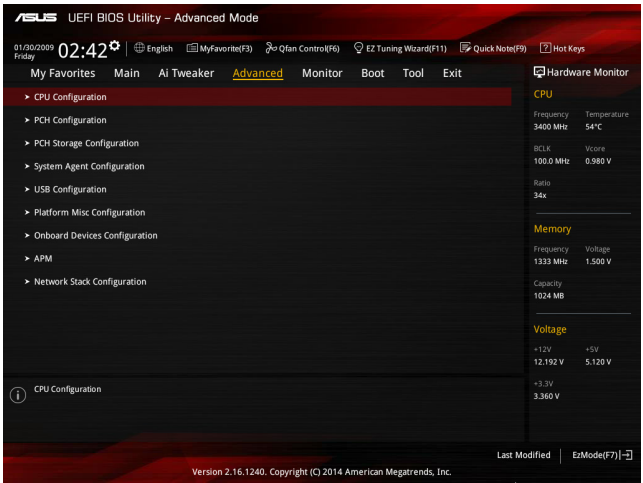 ASUS UEFI BIOS Utility – Advanced Mode
01/30/2009
Friday
02:42
English MyFavorite(F3) Qfan Control(F6) EZ Tuning Wizard(F11) Quick Note(F9) ? Hot Keys
My Favorites Main Ai Tweaker Advanced Monitor Boot Tool Exit
Hardware Monitor
> CPU Configuration
> PCH Configuration
> PCH Storage Configuration
> System Agent Configuration
> USB Configuration
> Platform Misc Configuration
> Onboard Devices Configuration
> APM
> Network Stack Configuration
CPU
Frequency Temperature
3400 MHz 54°C
BCLK Vcore
100.0 MHz 0.980 V
Ratio
34x
Memory
Frequency Voltage
1333 MHz 1.500 V
Capacity
1024 MB
Voltage
+12V +5V
12.192 V 5.120 V
+3.3V
3.360 V
i CPU Configuration
Last Modified EzMode(F7)
Version 2.16.1240. Copyright (C) 2014 American Megatrends, Inc.